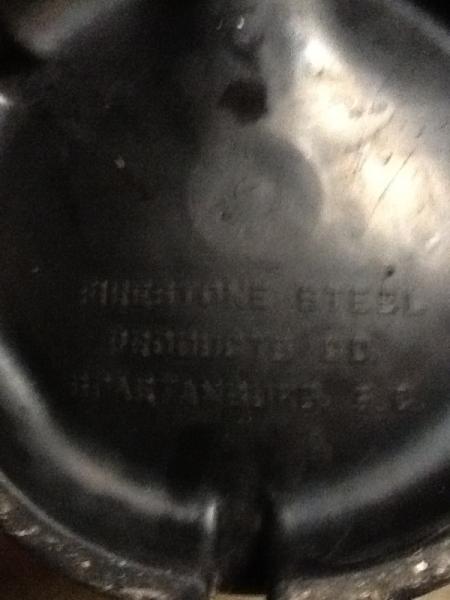 FIRESTONE STEEL
PRODUCTS CO.
SPARTANBURG, S.C.